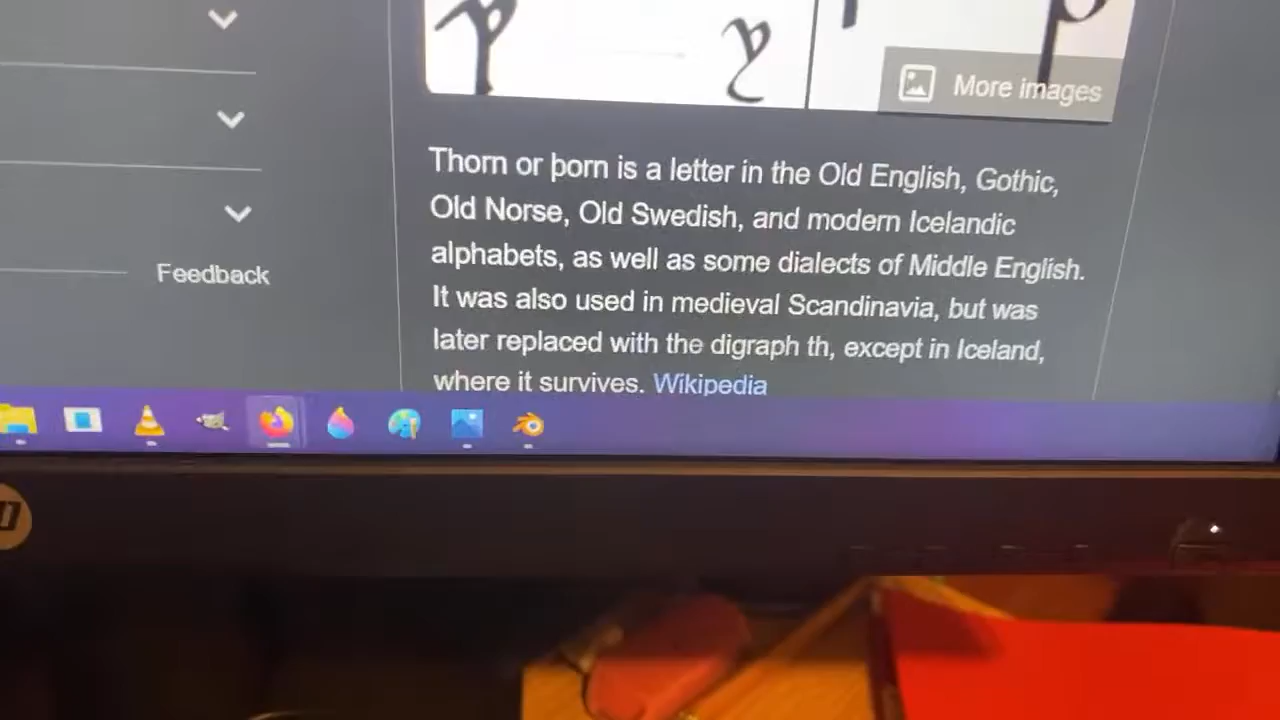 More images
Thorn or þorn is a letter in the Old English, Gothic,
Old Norse, Old Swedish, and modern Icelandic
alphabets, as well as some dialects of Middle English.
It was also used in medieval Scandinavia, but was
later replaced with the digraph th, except in Iceland,
where it survives. Wikipedia
Feedback